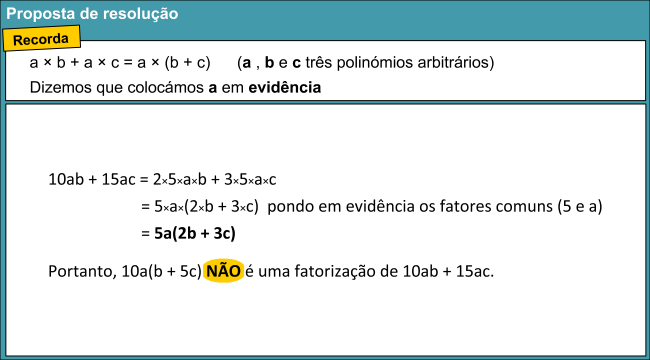 Proposta de resolução
Recorda
a × b + a × c = a × (b + c) (a , b e c três polinómios arbitrários)
Dizemos que colocámos a em evidência
10ab + 15ac = 2×5×a×b + 3×5×a×c
= 5×a×(2×b + 3×c) pondo em evidência os fatores comuns (5 e a)
= 5a(2b + 3c)
Portanto, 10a(b + 5c) NÃO é uma fatorização de 10ab + 15ac.